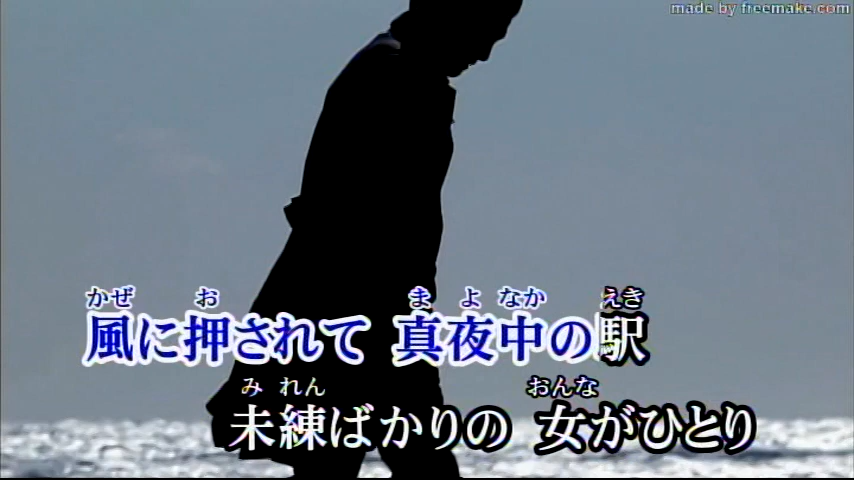 made by freemake.com
かぜ お ま よ なか えき
風に押されて 真夜中の駅
み れん おんな
未練ばかりの 女がひとり